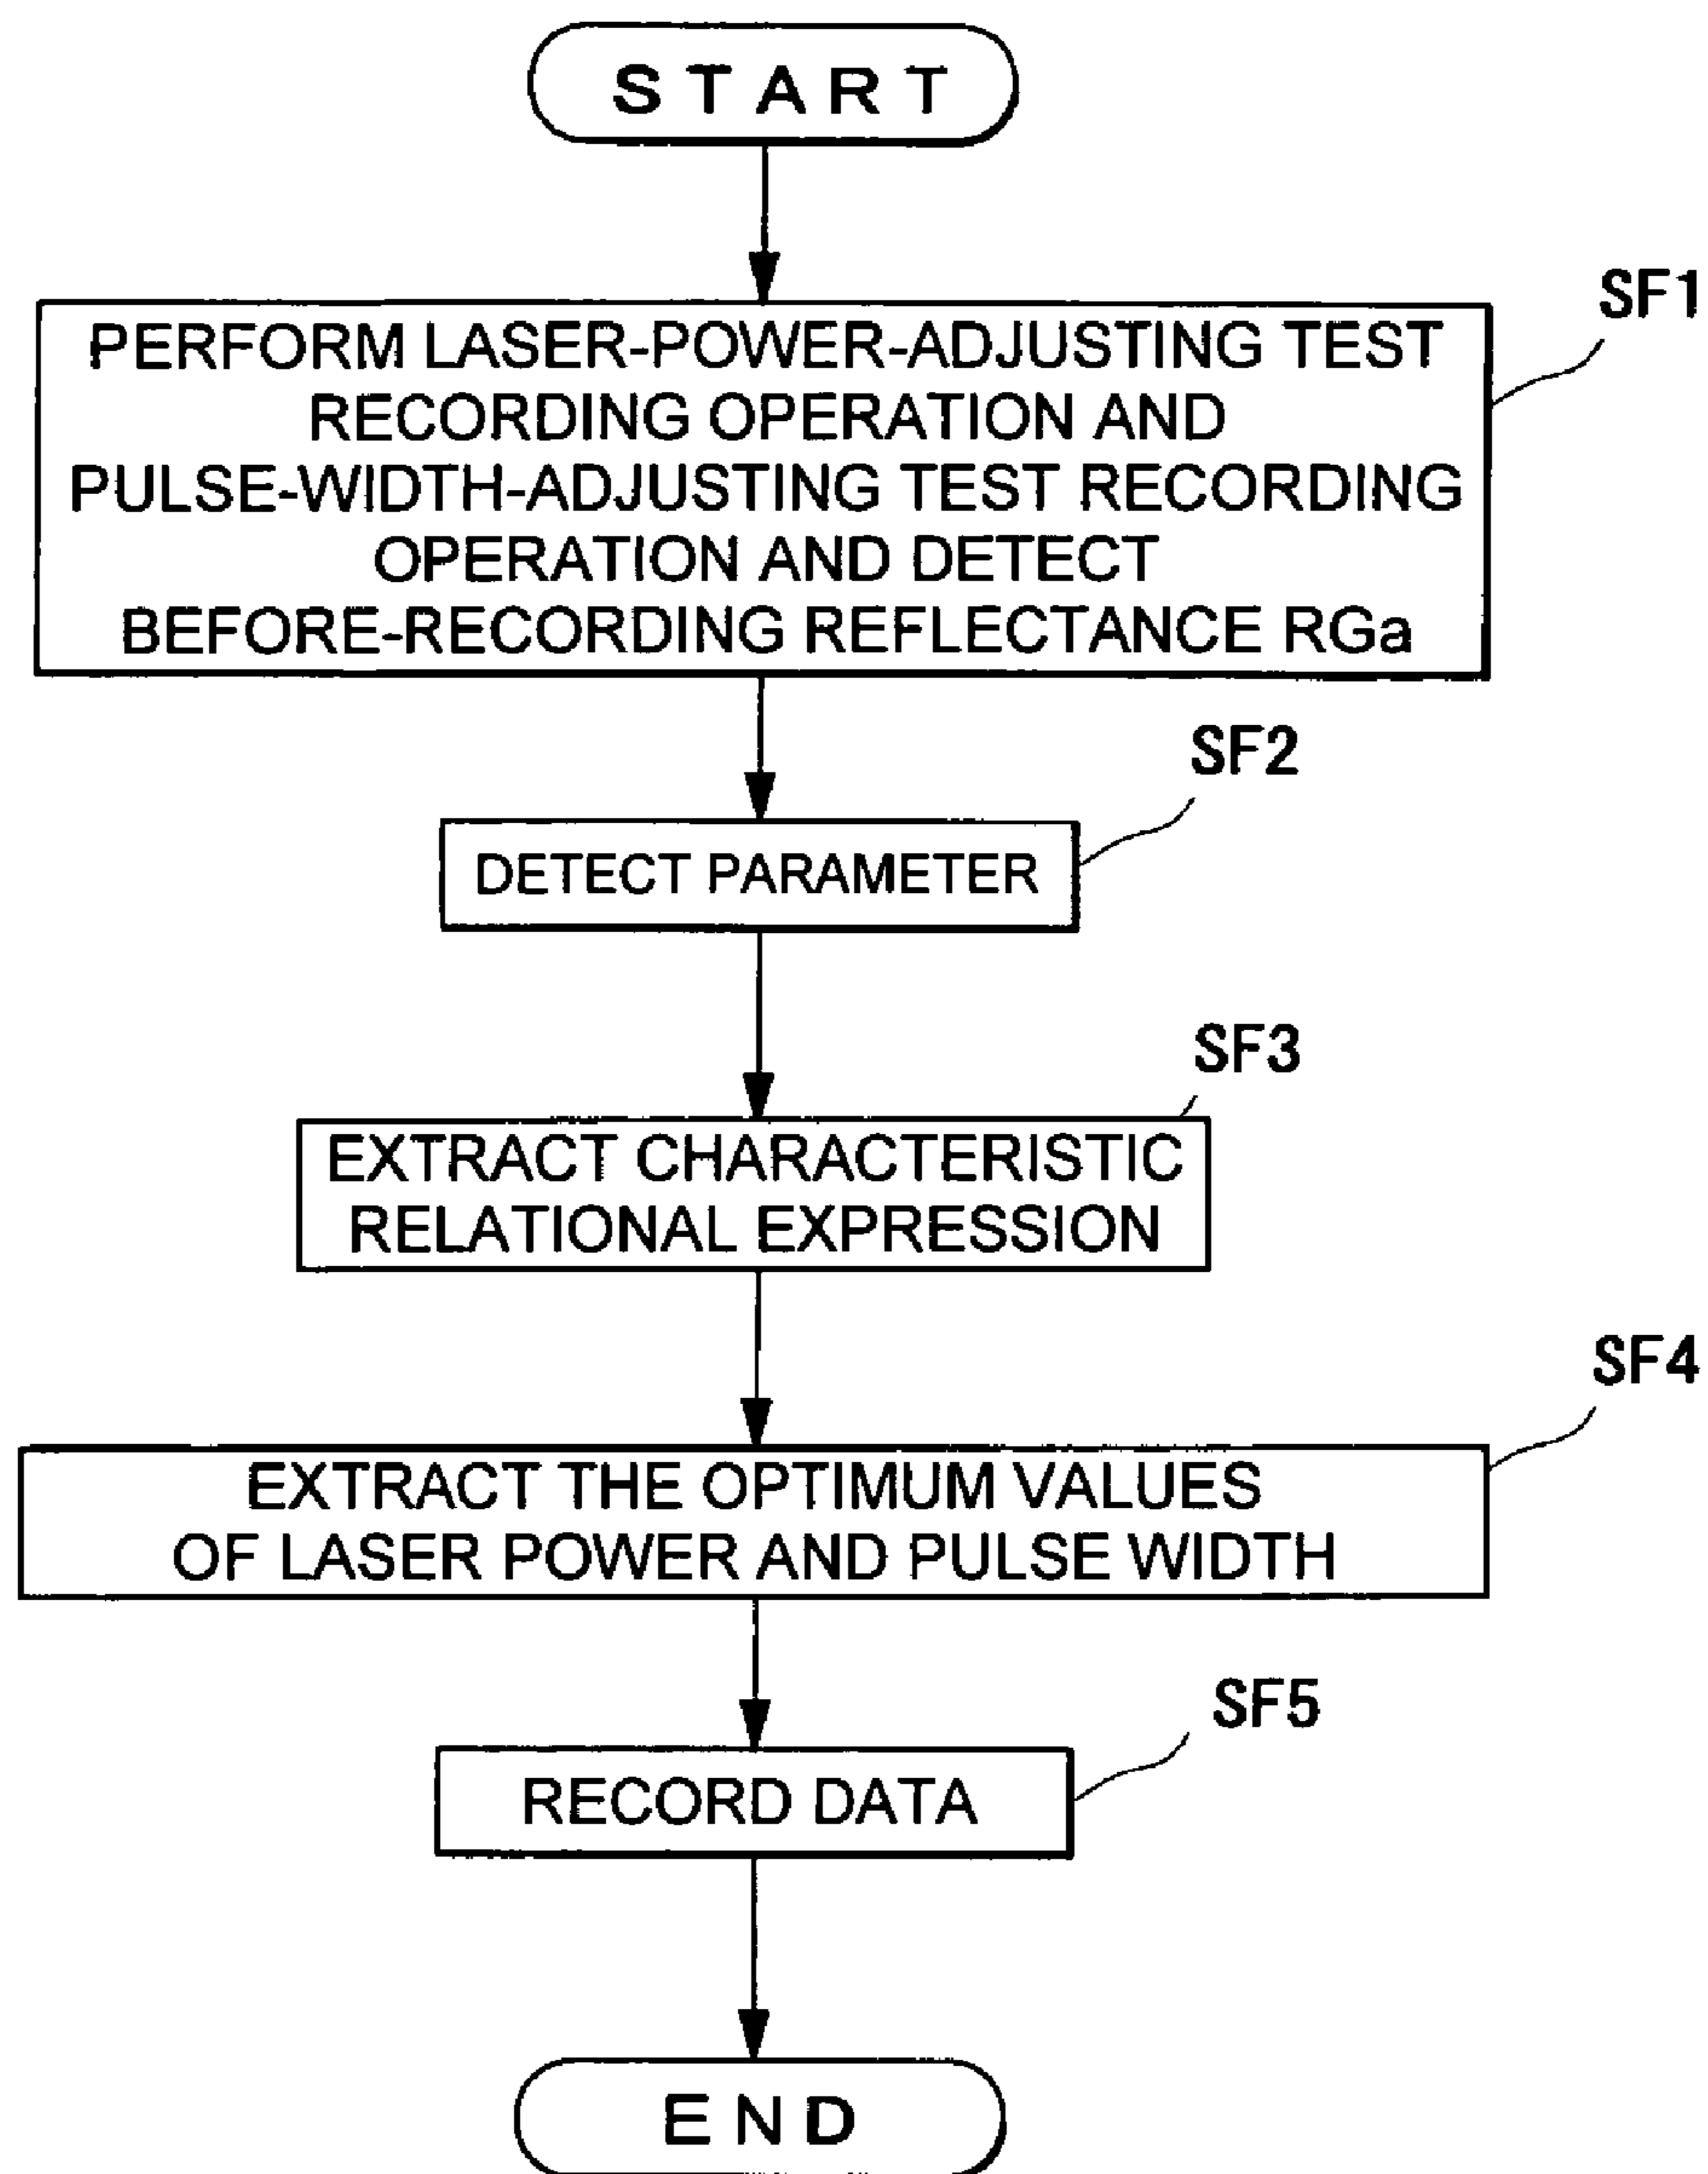 START
SF1
PERFORM LASER-POWER-ADJUSTING TEST
RECORDING OPERATION AND
PULSE-WIDTH-ADJUSTING TEST RECORDING
OPERATION AND DETECT
BEFORE-RECORDING REFLECTANCE RGa
SF2
DETECT PARAMETER
SF3
EXTRACT CHARACTERISTIC
RELATIONAL EXPRESSION
SF4
EXTRACT THE OPTIMUM VALUES
OF LASER POWER AND PULSE WIDTH
SF5
RECORD DATA
END